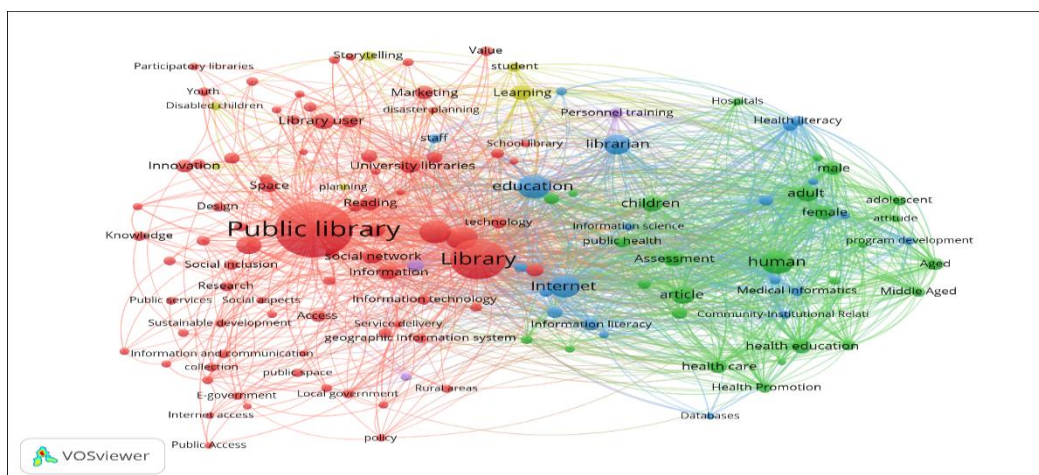 Value
Storytelling
Participatory libraries
student
Youth
Marketing
Learning
Disabled children
disaster planning
Personnel training
Hospitals
Library user
Health literacy
staff
School library
librarian
Innovation
University libraries
male
Space
planning
education
adult
adolescent
Design
Reading
children
female
attitude
Public library
technology
Information science
Knowledge
public health
program development
social network
Library
Assessment
human
Social inclusion
Information
Aged
Research
Internet
article
Medical informatics
Middle Aged
Public services
Social aspects
Information technology
Access
Community-Institutional Relati
Sustainable development
Service delivery
Information literacy
geographic information system
health education
Information and communication
collection
public space
health care
E-government
Local government
Rural areas
Health Promotion
Internet access
Databases
Public Access
policy
VOSviewer